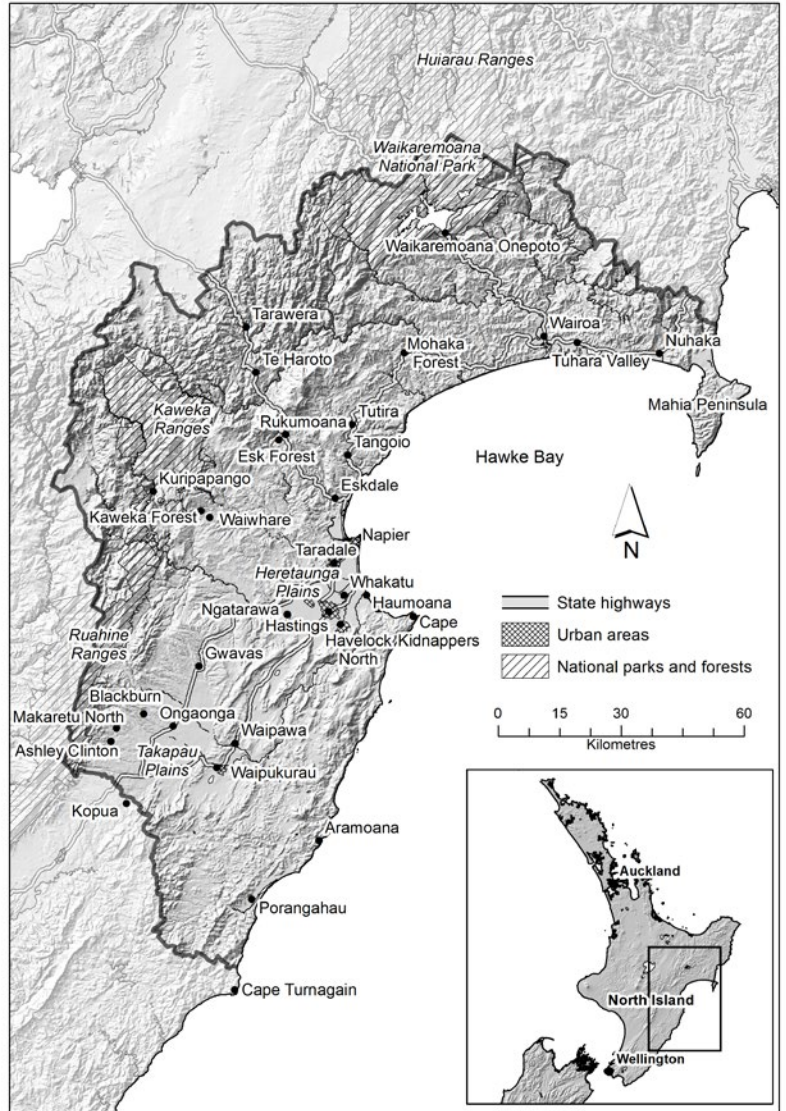 Huiarau Ranges
Waikaremoana
National Park
Waikaremoana Onepoto
Tarawera
Wairoa
Mohaka
Forest
Nuhaka
Te Haroto
Tuhara Valley
Kaweka
Ranges
Mahia Peninsula
Rukumoana
Tutira
Esk Forest
Tangoio
Hawke Bay
Kuripapango
Eskdale
Kaweka Forest
Waiwhare
Napier
N
Taradale
Heretaunga
Plains
Whakatu
Ngatarawa
Haumoana
Hastings
Cape
Kidnappers
Havelock
North
Ruahine
Ranges
Gwavas
Blackburn
Makaretu North
Ongaonga
Waipawa
Ashley Clinton
Takapau
Plains
Waipukurau
Kopua
Aramoana
Porangahau
Cape Turnagain
State highways
Urban areas
National parks and forests
0 15 30 60
Kilometres
Auckland
North Island
Wellington